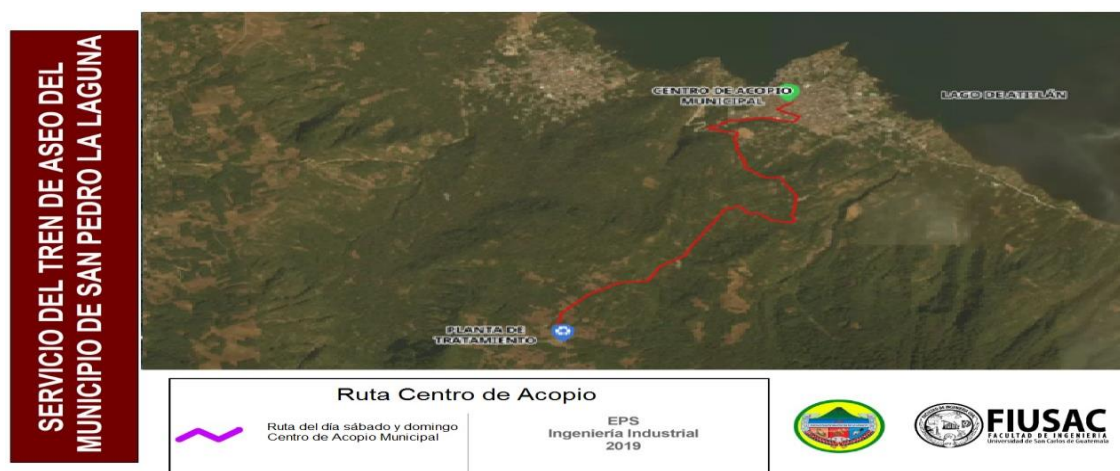 SERVICIO DEL TREN DE ASEO DEL
MUNICIPIO DE SAN PEDRO LA LAGUNA
CENTRO DE ACOPIO
MUNICIPAL
LAGO DE ATITLÁN
PLANTA DE
TRATAMIENTO
Ruta Centro de Acopio
Ruta del día sábado y domingo
Centro de Acopio Municipal
EPS
Ingeniería Industrial
2019
FIUSAC
FACULTAD DE INGENIERÍA
Universidad de San Carlos de Guatemala